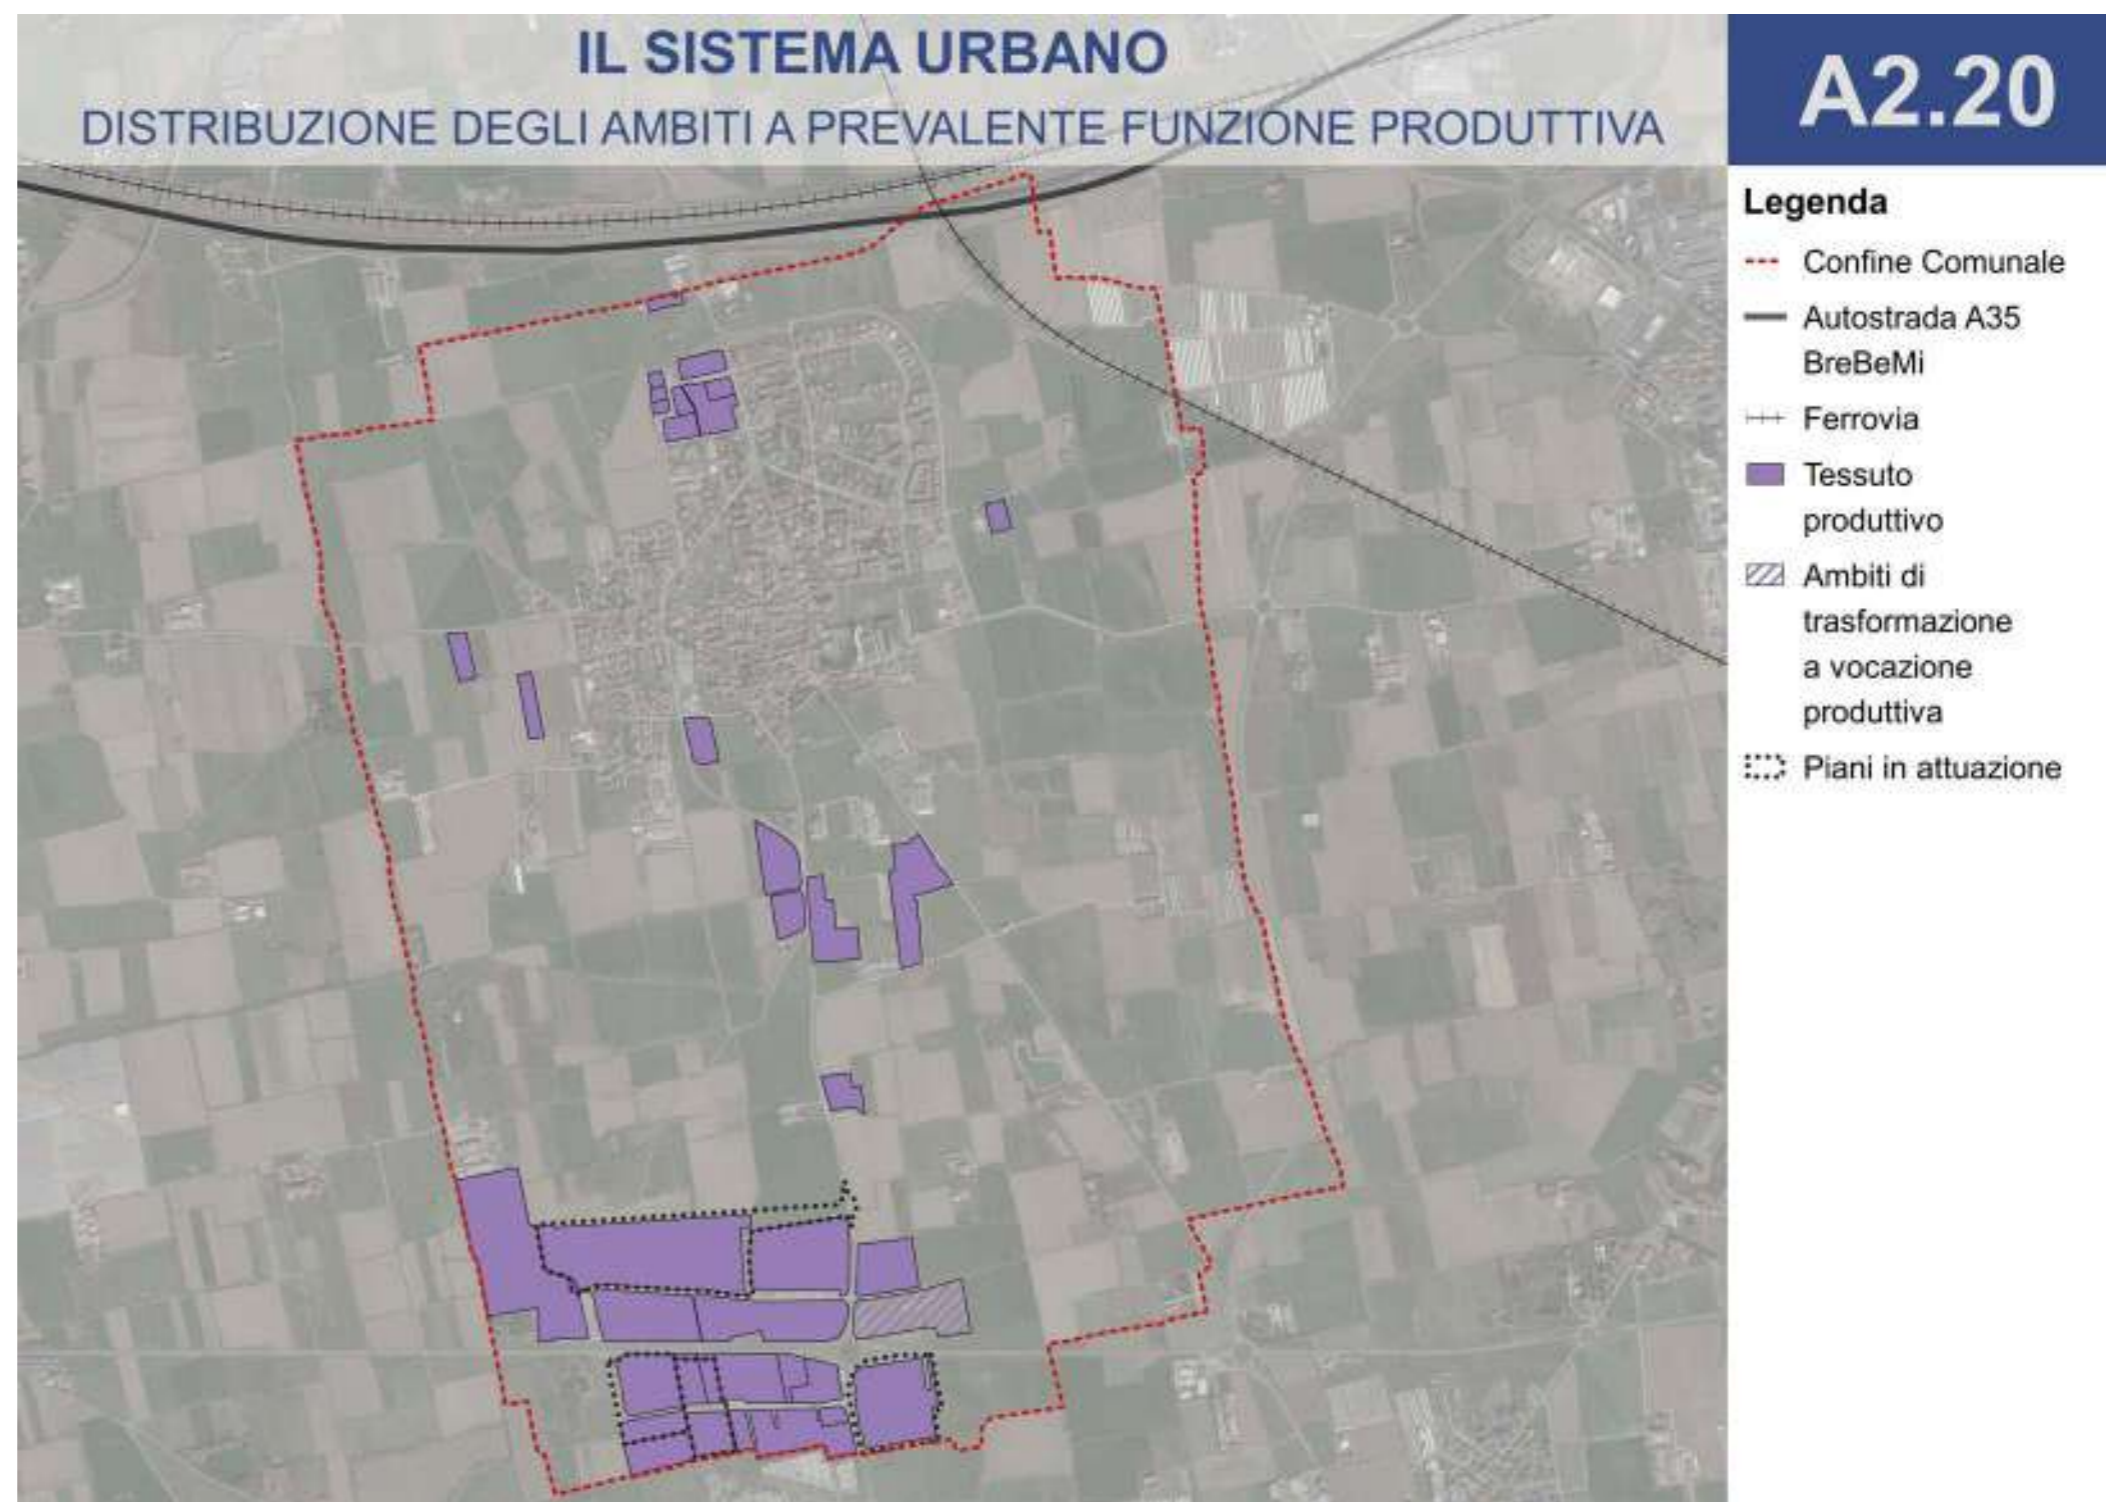 IL SISTEMA URBANO
DISTRIBUZIONE DEGLI AMBITI A PREVALENTE FUNZIONE PRODUTTIVA
A2.20
Legenda
Confine Comunale
Autostrada A35
BreBeMi
Ferrovia
Tessuto
produttivo
Ambiti di
trasformazione
a vocazione
produttiva
Piani in attuazione